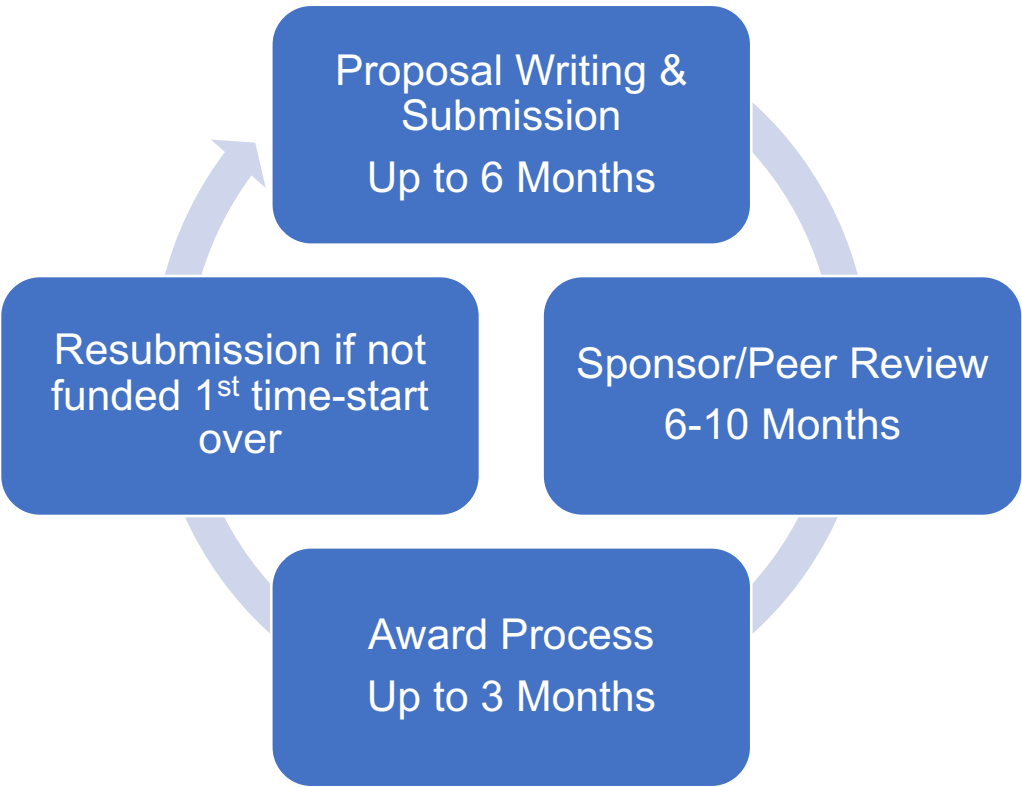 Proposal Writing &
Submission
Up to 6 Months
Sponsor/Peer Review
6-10 Months
Award Process
Up to 3 Months
Resubmission if not
funded 1st time-start
over